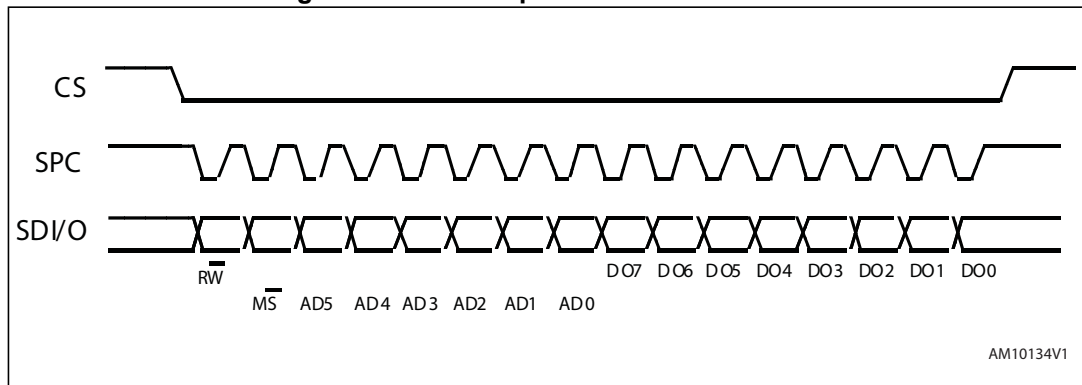 CS
SPC
SDI/O
RW
DO7 DO6 DO5 DO4 DO3 DO2 DO1 DO0
MS AD5 AD4 AD3 AD2 AD1 AD0
AM10134V1